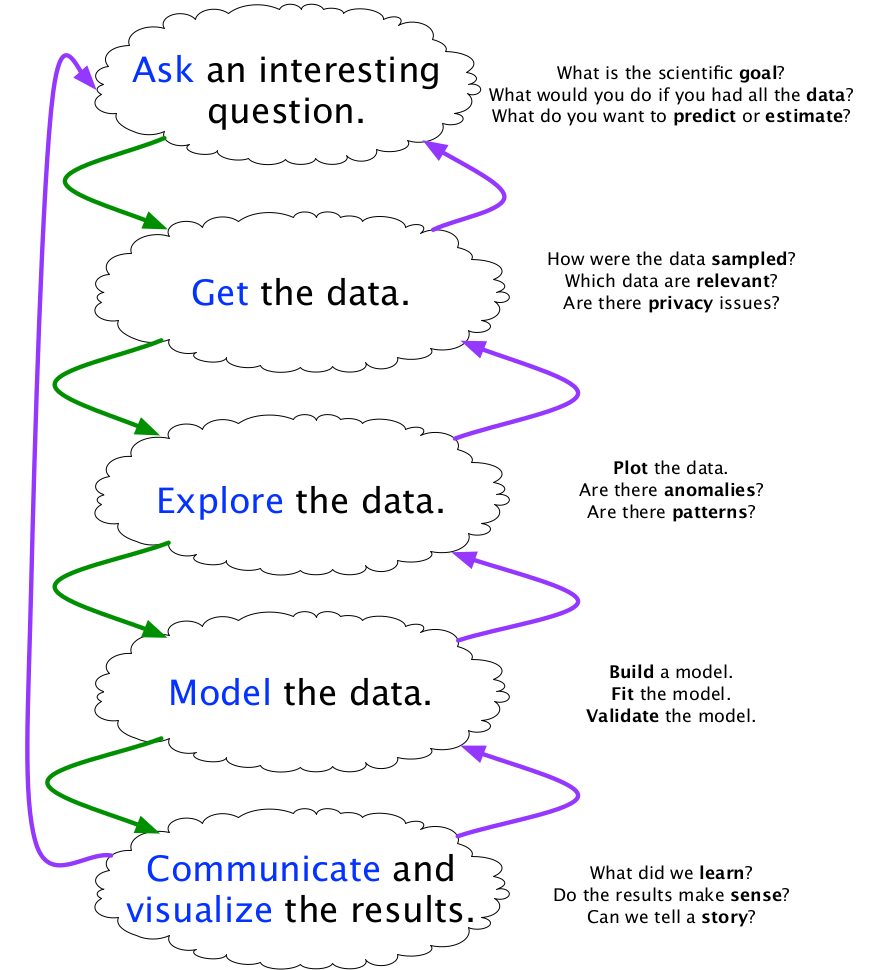 Ask an interesting
question.
What is the scientific goal?
What would you do if you had all the data?
What do you want to predict or estimate?
Get the data.
How were the data sampled?
Which data are relevant?
Are there privacy issues?
Explore the data.
Plot the data.
Are there anomalies?
Are there patterns?
Model the data.
Build a model.
Fit the model.
Validate the model.
Communicate and
visualize the results.
What did we learn?
Do the results make sense?
Can we tell a story?